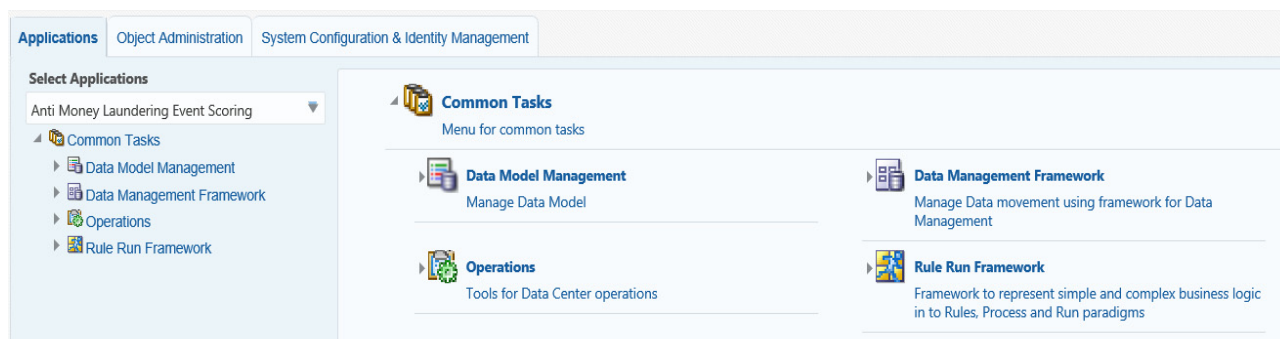 Applications
Object Administration
System Configuration & Identity Management
Select Applications
Anti Money Laundering Event Scoring
Common Tasks
Data Model Management
Data Management Framework
Operations
Rule Run Framework
Common Tasks
Menu for common tasks
Data Model Management
Manage Data Model
Data Management Framework
Manage Data movement using framework for Data
Management
Operations
Tools for Data Center operations
Rule Run Framework
Framework to represent simple and complex business logic
in to Rules, Process and Run paradigms